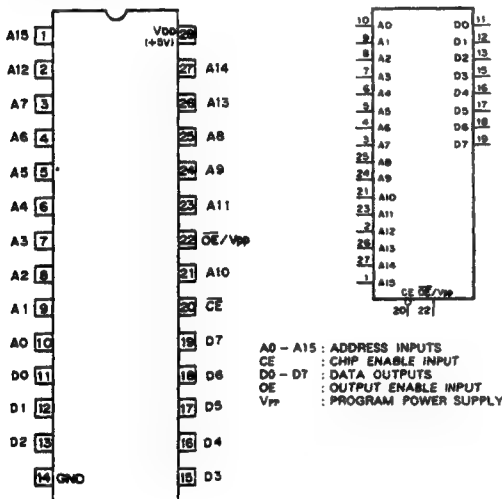 A15 1
A12 2
A7 3
A6 4
A5 5
A4 6
A3 7
A2 8
A1 9
A0 10
D0 11
D1 12
D2 13
14 GND
VDD 28
(+5V)
27 A14
26 A13
25 A8
24 A9
23 A11
22 OE/Vpp
21 A10
20 CE
19 D7
18 D6
17 D5
16 D4
15 D3
10 A0
9 A1
8 A2
7 A3
6 A4
5 A5
4 A6
3 A7
25 A8
24 A9
21 A10
23 A11
2 A12
26 A13
27 A14
1 A15
D0 11
D1 12
D2 13
D3 15
D4 16
D5 17
D6 18
D7 19
CE OE/Vpp
20 22
A0 - A15 : ADDRESS INPUTS
CE : CHIP ENABLE INPUT
D0 - D7 : DATA OUTPUTS
OE : OUTPUT ENABLE INPUT
VPP : PROGRAM POWER SUPPLY